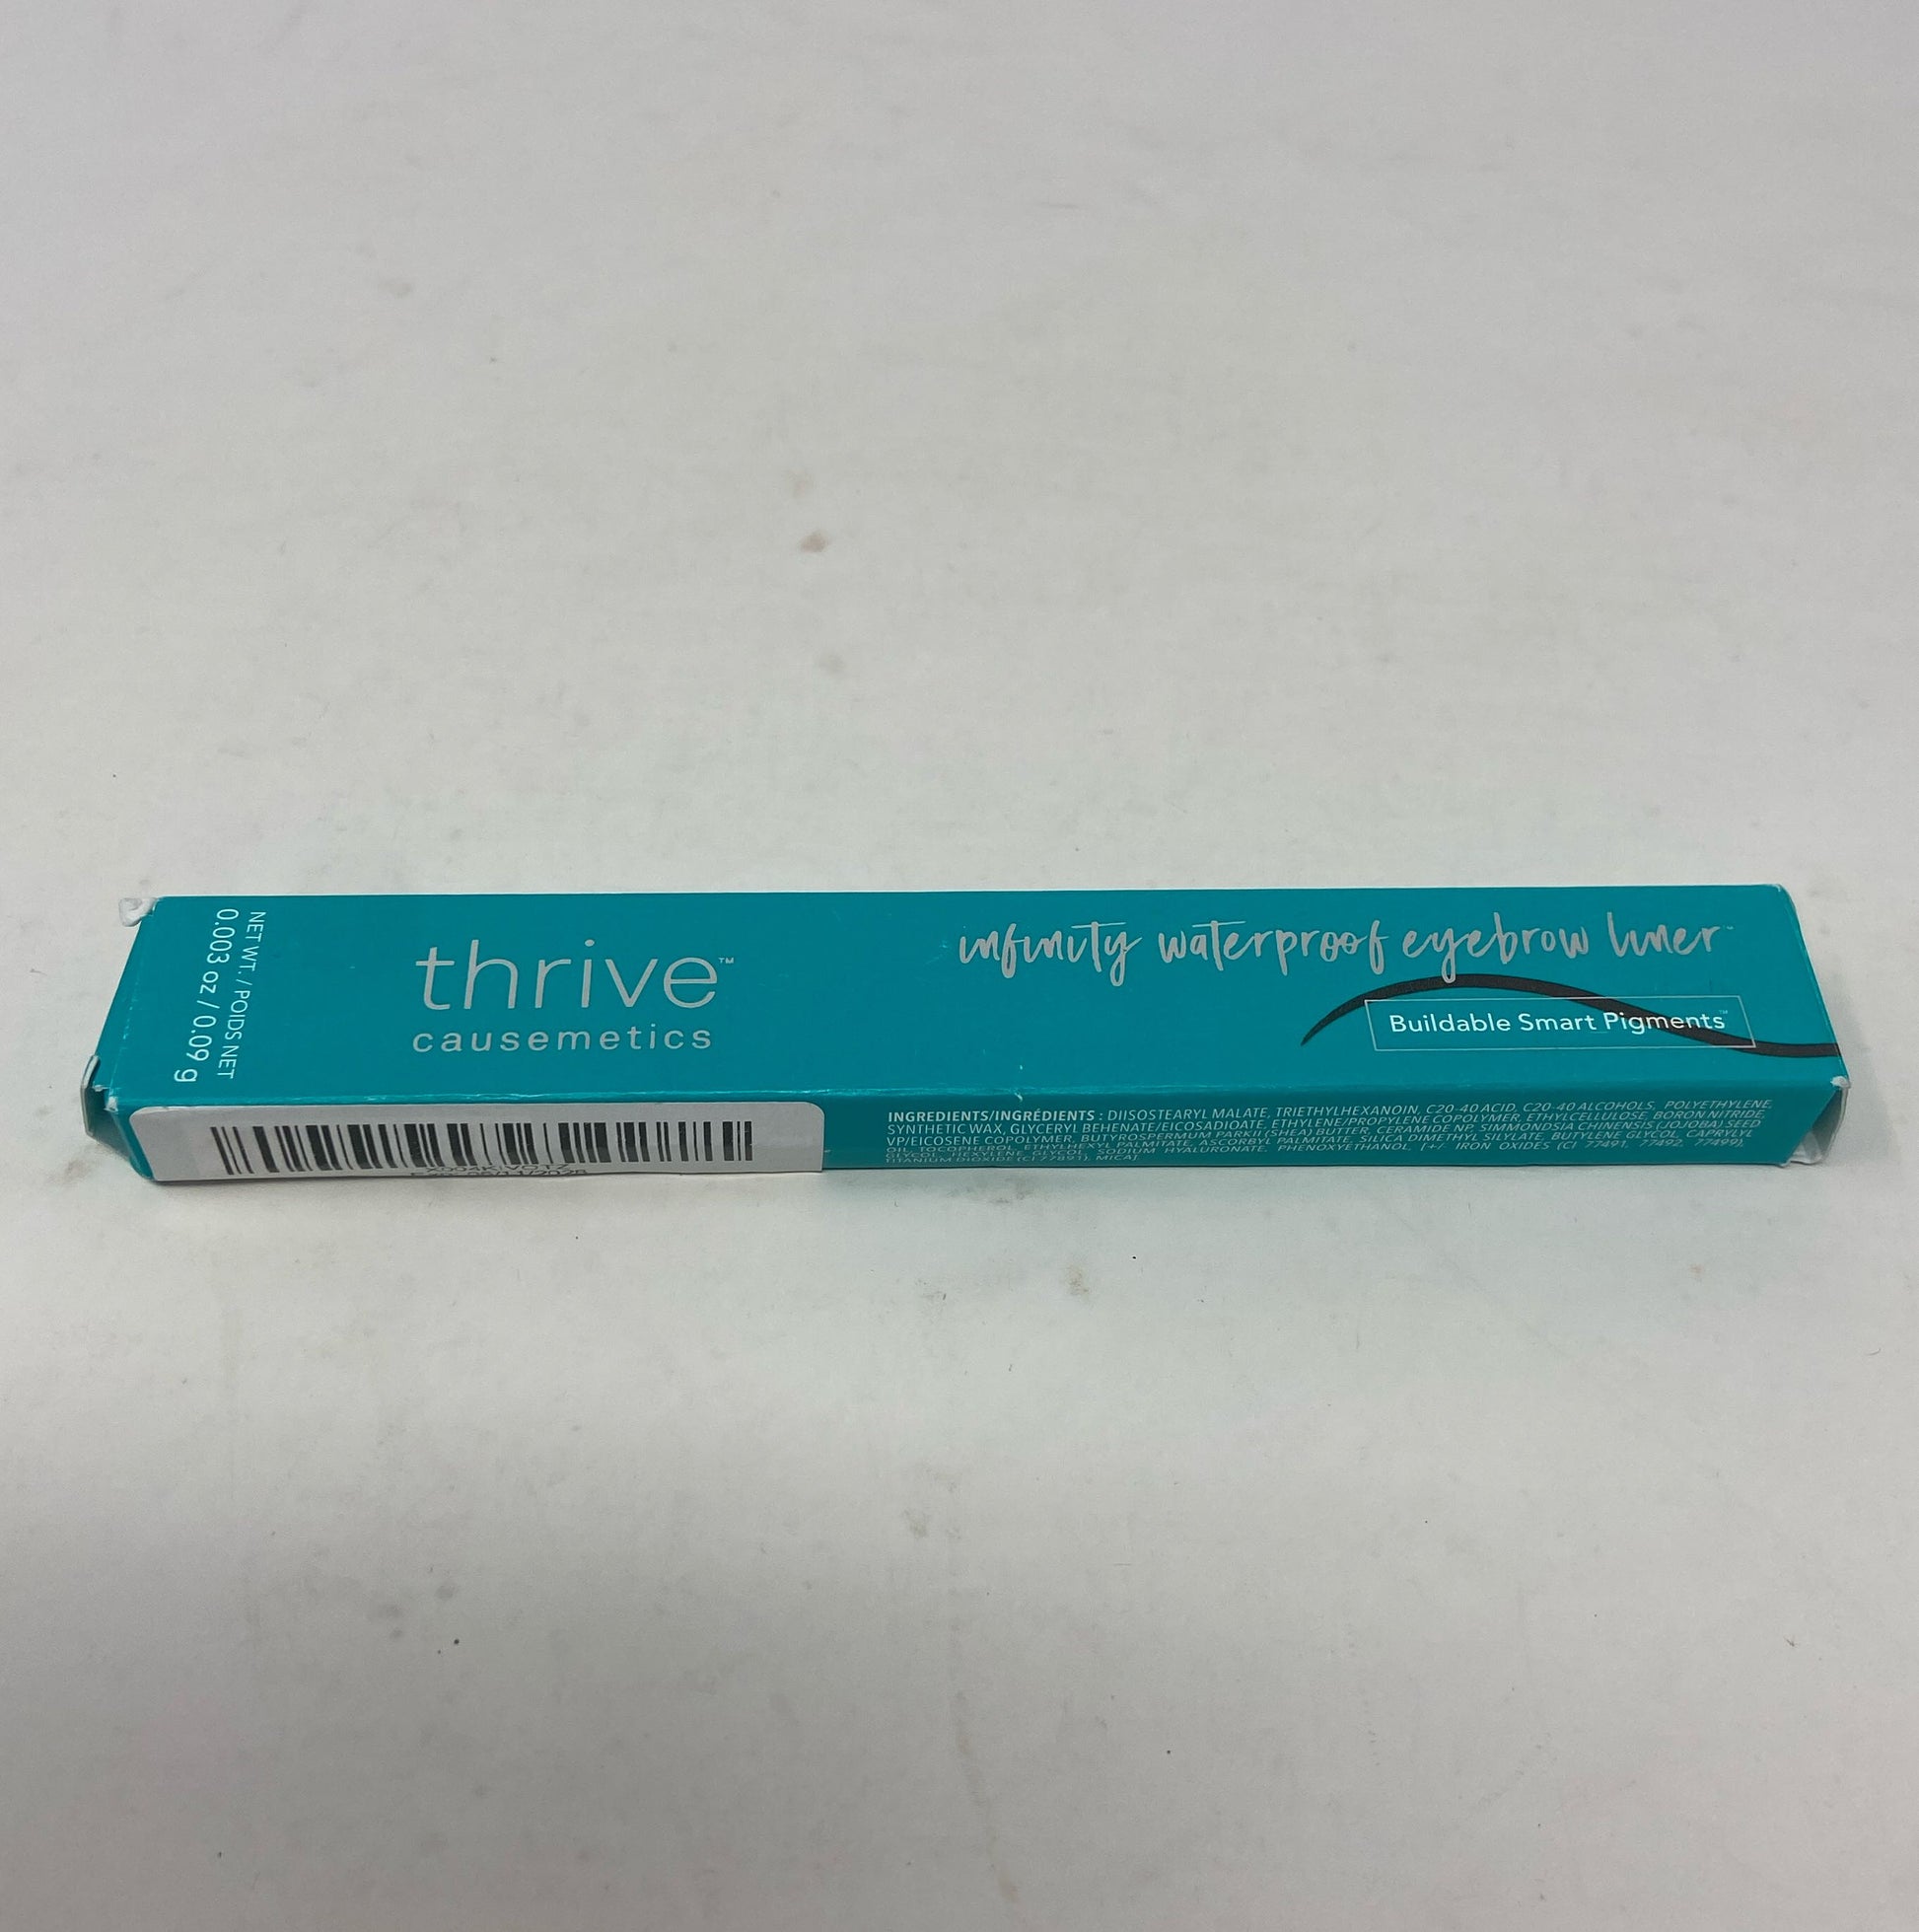 thrive™
causemetics
infinity waterproof eyebrow liner™
Buildable Smart Pigments™
NET WT. / POIDS NET
0.003 oz / 0.09 g
INGREDIENTS/INGRÉDIENTS : DIISOSTEARYL MALATE, TRIETHYLHEXANOIN, C20-40 ACID, C20-40 ALCOHOLS, POLYETHYLENE,
SYNTHETIC WAX, GLYCERYL BEHENATE/EICOSADIOATE, ETHYLENE/PROPYLENE COPOLYMER, ETHYLCELLULOSE, BORON NITRIDE,
VP/EICOSENE COPOLYMER, BUTYROSPERMUM PARKII (SHEA) BUTTER, CERAMIDE NP, SIMMONDSIA CHINENSIS (JOJOBA) SEED
OIL, TOCOPHEROL, ETHYLHEXYL PALMITATE, ASCORBYL PALMITATE, SILICA DIMETHYL SILYLATE, BUTYLENE GLYCOL, CAPRYLYL
GLYCOL, HEXYLENE GLYCOL, SODIUM HYALURONATE, PHENOXYETHANOL, [+/- IRON OXIDES (CI 77491, 77492, 77499),
TITANIUM DIOXIDE (CI 77891), MICA]